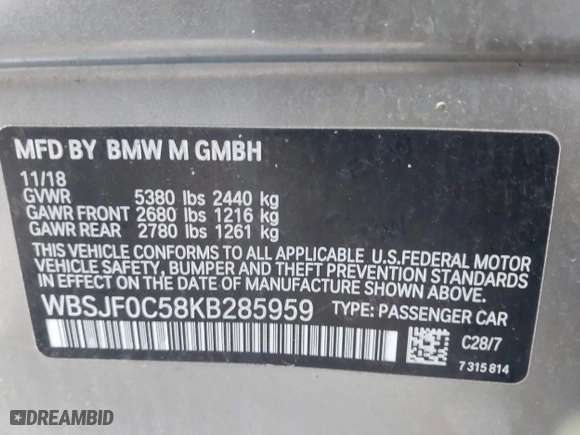 MFD BY BMW M GMBH
11/18
GVWR 5380 lbs 2440 kg
GAWR FRONT 2680 lbs 1216 kg
GAWR REAR 2780 lbs 1261 kg
THIS VEHICLE CONFORMS TO ALL APPLICABLE U.S.FEDERAL MOTOR
VEHICLE SAFETY, BUMPER AND THEFT PREVENTION STANDARDS
IN EFFECT ON THE DATE OF MANUFACTURE SHOWN ABOVE.
WBSJF0C58KB285959 TYPE: PASSENGER CAR
C28/7
7 315 814
DREAMBID